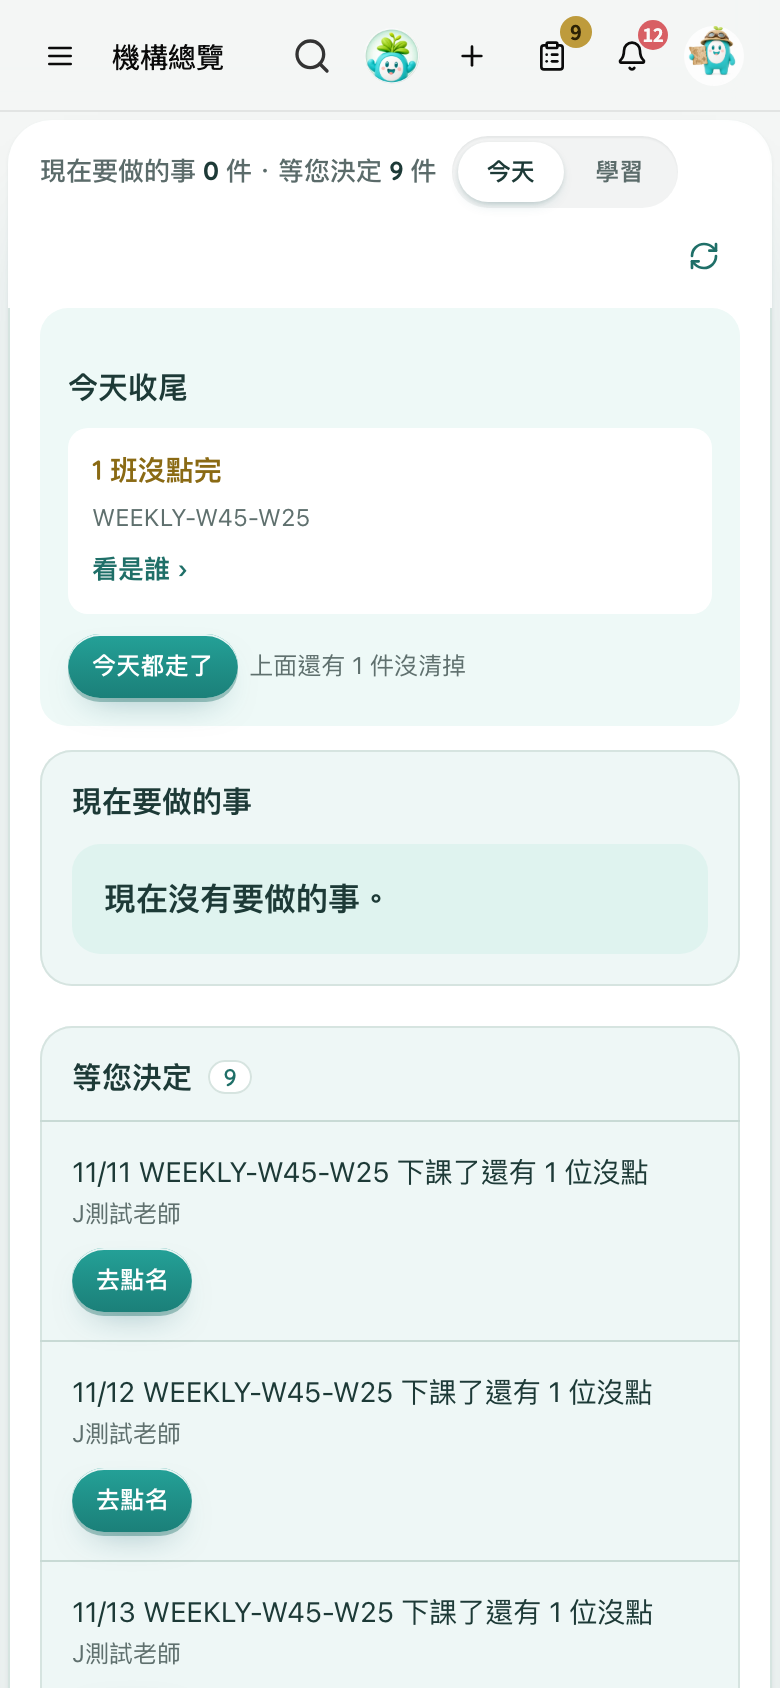 機構總覽
9
12
現在要做的事 0 件 · 等您決定 9 件
今天
學習
今天收尾
1 班沒點完
WEEKLY-W45-W25
看是誰 ›
今天都走了
上面還有 1 件沒清掉
現在要做的事
現在沒有要做的事。
等您決定 9
11/11 WEEKLY-W45-W25 下課了還有 1 位沒點
J測試老師
去點名
11/12 WEEKLY-W45-W25 下課了還有 1 位沒點
J測試老師
去點名
11/13 WEEKLY-W45-W25 下課了還有 1 位沒點
J測試老師